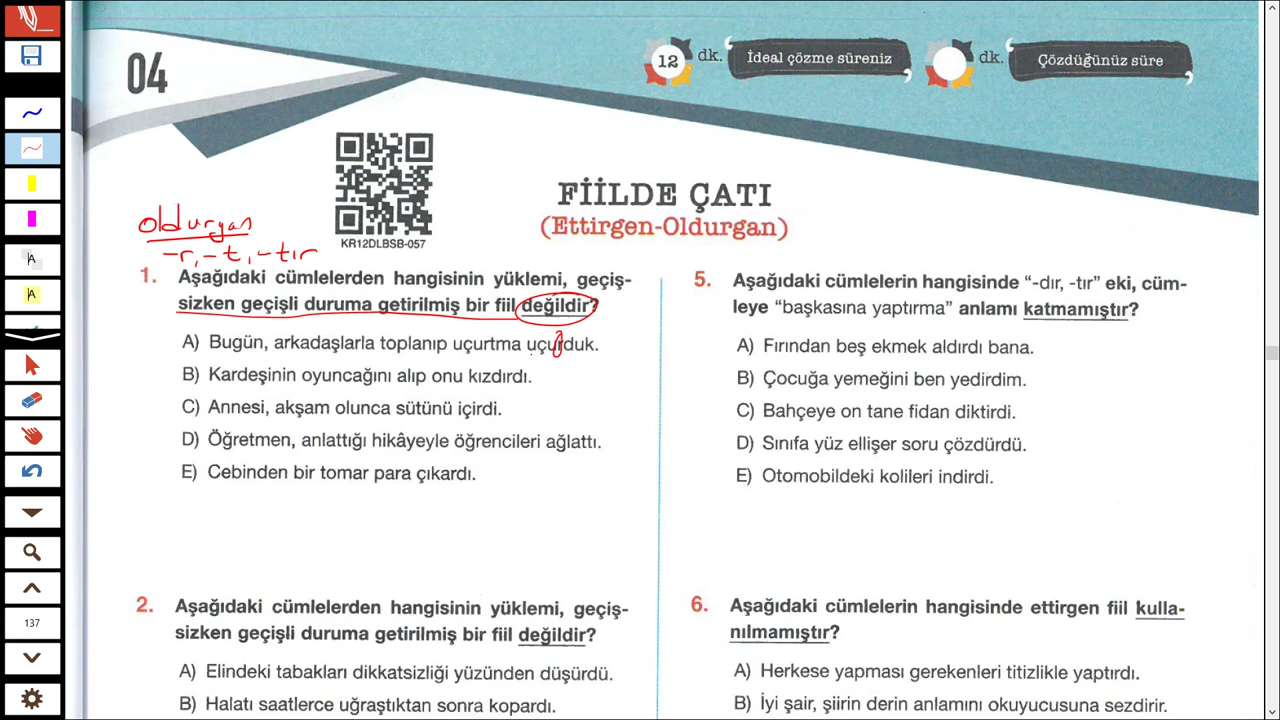 04
12 dk. İdeal çözme süreniz
dk. Çözdüğünüz süre
KR12DLBSB-057
FİİLDE ÇATI
(Ettirgen-Oldurgan)
oldurgan
-r, -t, -tır
1. Aşağıdaki cümlelerden hangisinin yüklemi, geçiş-
sizken geçişli duruma getirilmiş bir fiil değildir?
A) Bugün, arkadaşlarla toplanıp uçurtma uçurduk.
B) Kardeşinin oyuncağını alıp onu kızdırdı.
C) Annesi, akşam olunca sütünü içirdi.
D) Öğretmen, anlattığı hikâyeyle öğrencileri ağlattı.
E) Cebinden bir tomar para çıkardı.
2. Aşağıdaki cümlelerden hangisinin yüklemi, geçiş-
sizken geçişli duruma getirilmiş bir fiil değildir?
A) Elindeki tabakları dikkatsizliği yüzünden düşürdü.
B) Halatı saatlerce uğraştıktan sonra kopardı.
5. Aşağıdaki cümlelerin hangisinde “-dır, -tır” eki, cüm-
leye “başkasına yaptırma” anlamı katmamıştır?
A) Fırından beş ekmek aldırdı bana.
B) Çocuğa yemeğini ben yedirdim.
C) Bahçeye on tane fidan diktirdi.
D) Sınıfa yüz ellişer soru çözdürdü.
E) Otomobildeki kolileri indirdi.
6. Aşağıdaki cümlelerin hangisinde ettirgen fiil kulla-
nılmamıştır?
A) Herkese yapması gerekenleri titizlikle yaptırdı.
B) İyi şair, şiirin derin anlamını okuyucusuna sezdirir.
A
A
137